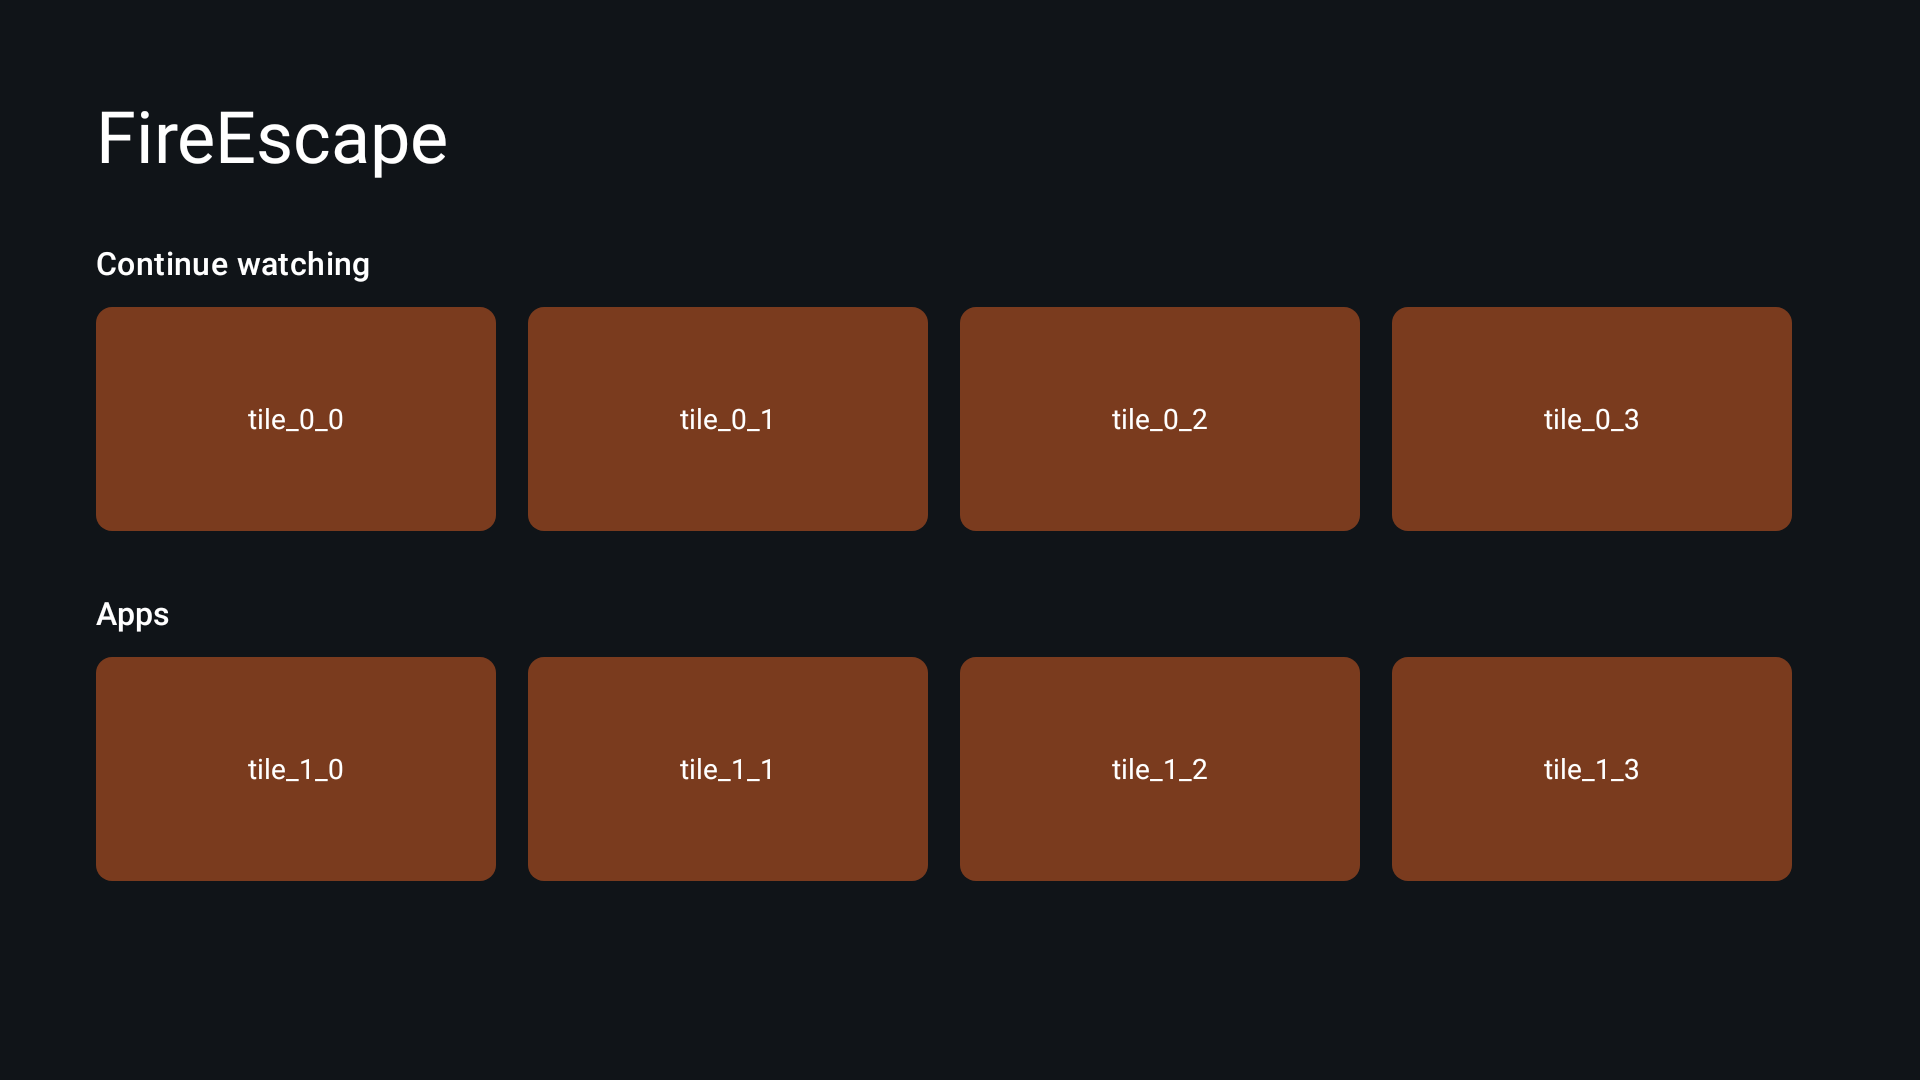 FireEscape
Continue watching
tile_0_0
tile_0_1
tile_0_2
tile_0_3
Apps
tile_1_0
tile_1_1
tile_1_2
tile_1_3